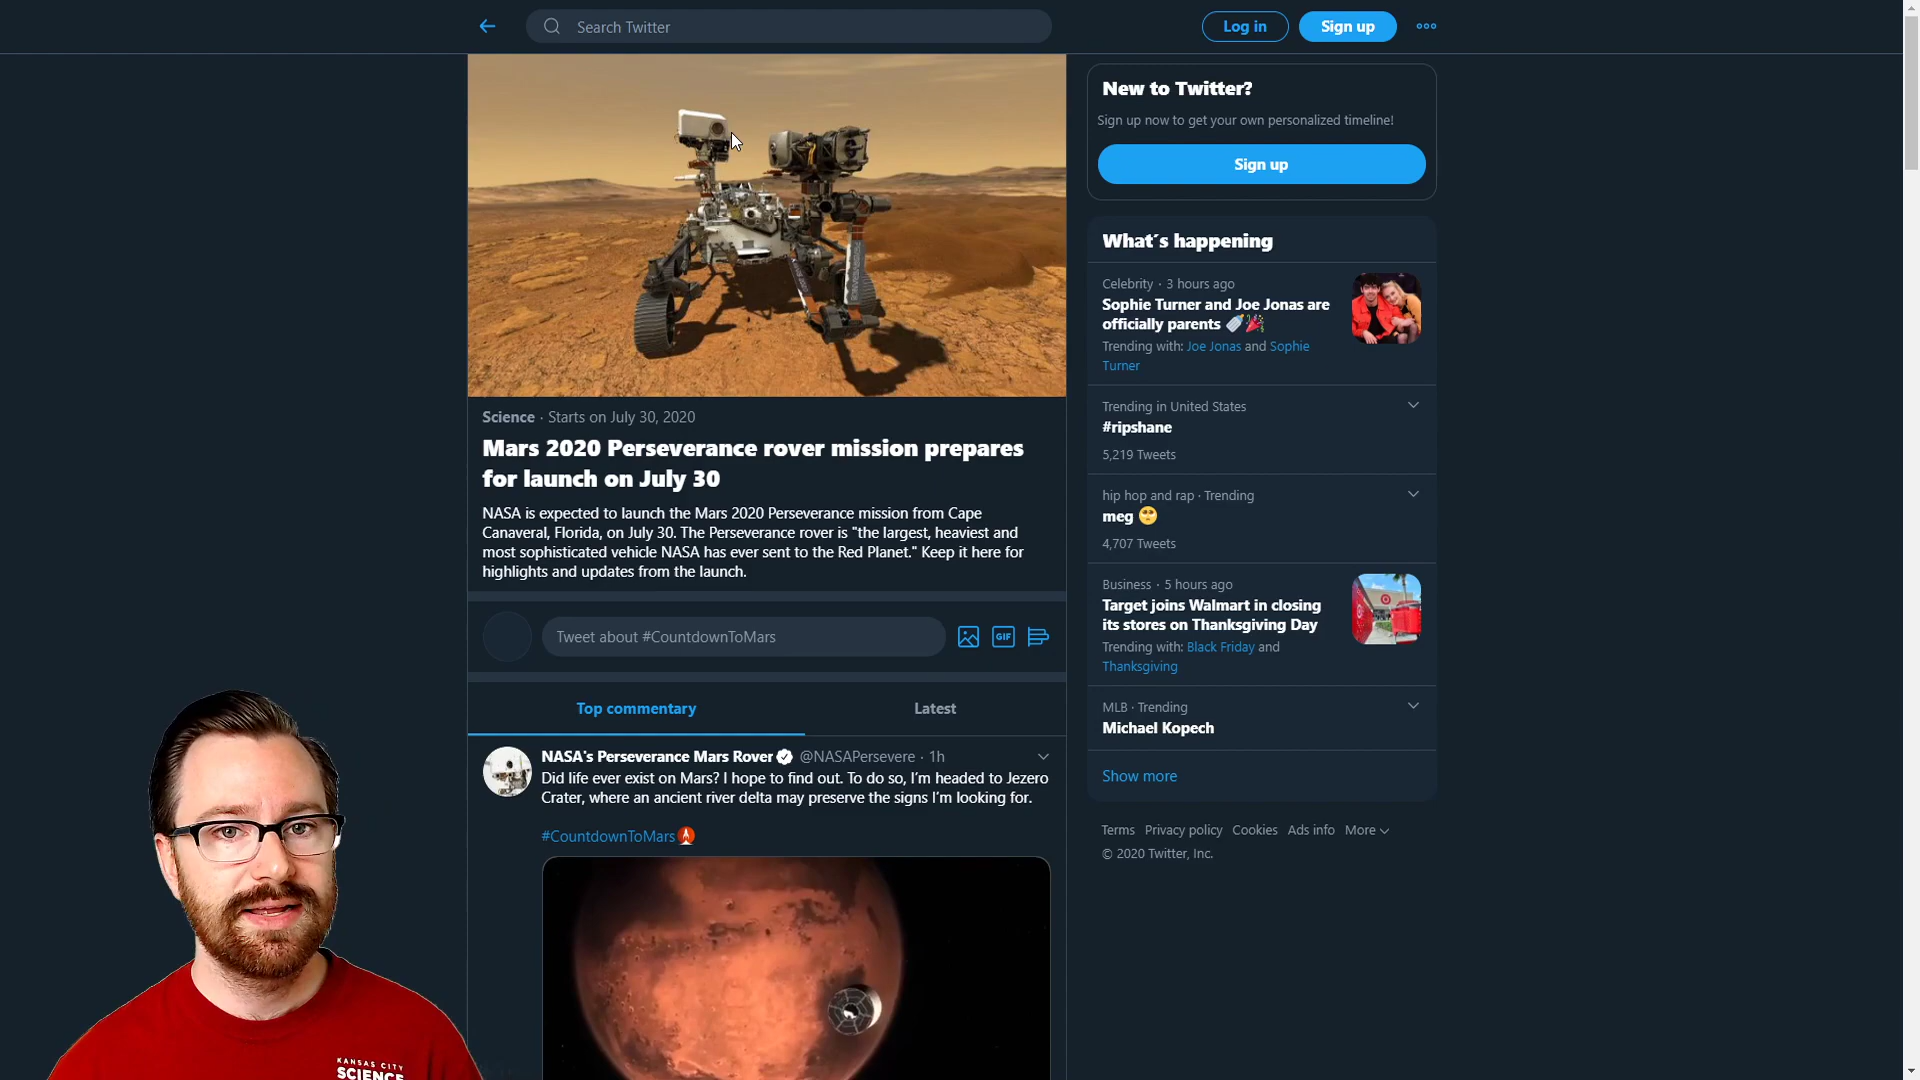 Search Twitter
Log in
Sign up
Science · Starts on July 30, 2020
Mars 2020 Perseverance rover mission prepares
for launch on July 30
NASA is expected to launch the Mars 2020 Perseverance mission from Cape
Canaveral, Florida, on July 30. The Perseverance rover is "the largest, heaviest and
most sophisticated vehicle NASA has ever sent to the Red Planet." Keep it here for
highlights and updates from the launch.
Tweet about #CountdownToMars
GIF
Top commentary
Latest
NASA's Perseverance Mars Rover @NASAPersevere · 1h
Did life ever exist on Mars? I hope to find out. To do so, I'm headed to Jezero
Crater, where an ancient river delta may preserve the signs I'm looking for.
#CountdownToMars
New to Twitter?
Sign up now to get your own personalized timeline!
Sign up
What´s happening
Celebrity · 3 hours ago
Sophie Turner and Joe Jonas are
officially parents 🍼🎉
Trending with: Joe Jonas and Sophie
Turner
Trending in United States
#ripshane
5,219 Tweets
hip hop and rap · Trending
meg 🥺
4,707 Tweets
Business · 5 hours ago
Target joins Walmart in closing
its stores on Thanksgiving Day
Trending with: Black Friday and
Thanksgiving
MLB · Trending
Michael Kopech
Show more
Terms Privacy policy Cookies Ads info More
© 2020 Twitter, Inc.
KANSAS CITY
SCIENCE